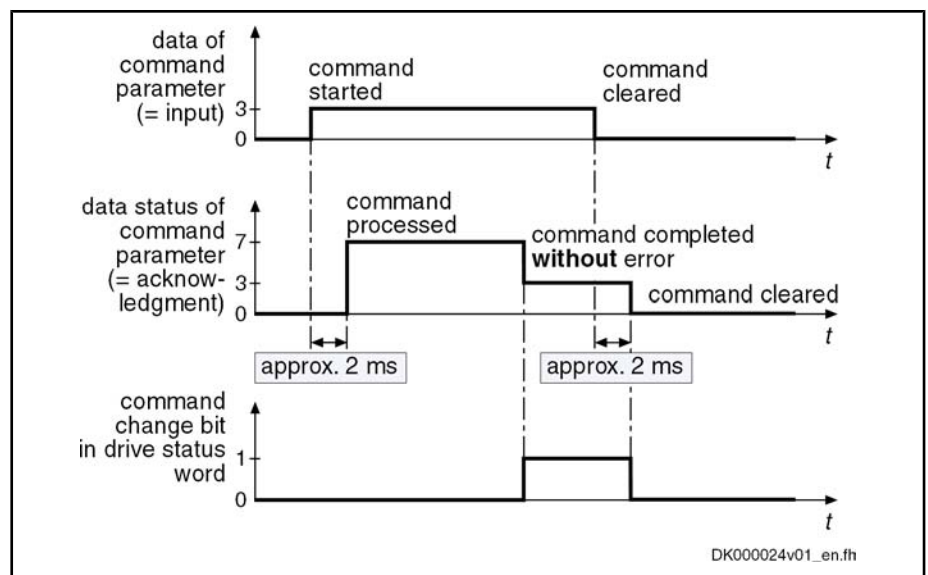 data of
command
parameter
(= input)
3
0
command
started
command
cleared
t
data status of
command
parameter
(= acknow-
ledgment)
7
3
0
command
processed
command completed
without error
command cleared
t
approx. 2 ms
approx. 2 ms
command
change bit
in drive status
word
1
0
t
DK000024v01_en.fh